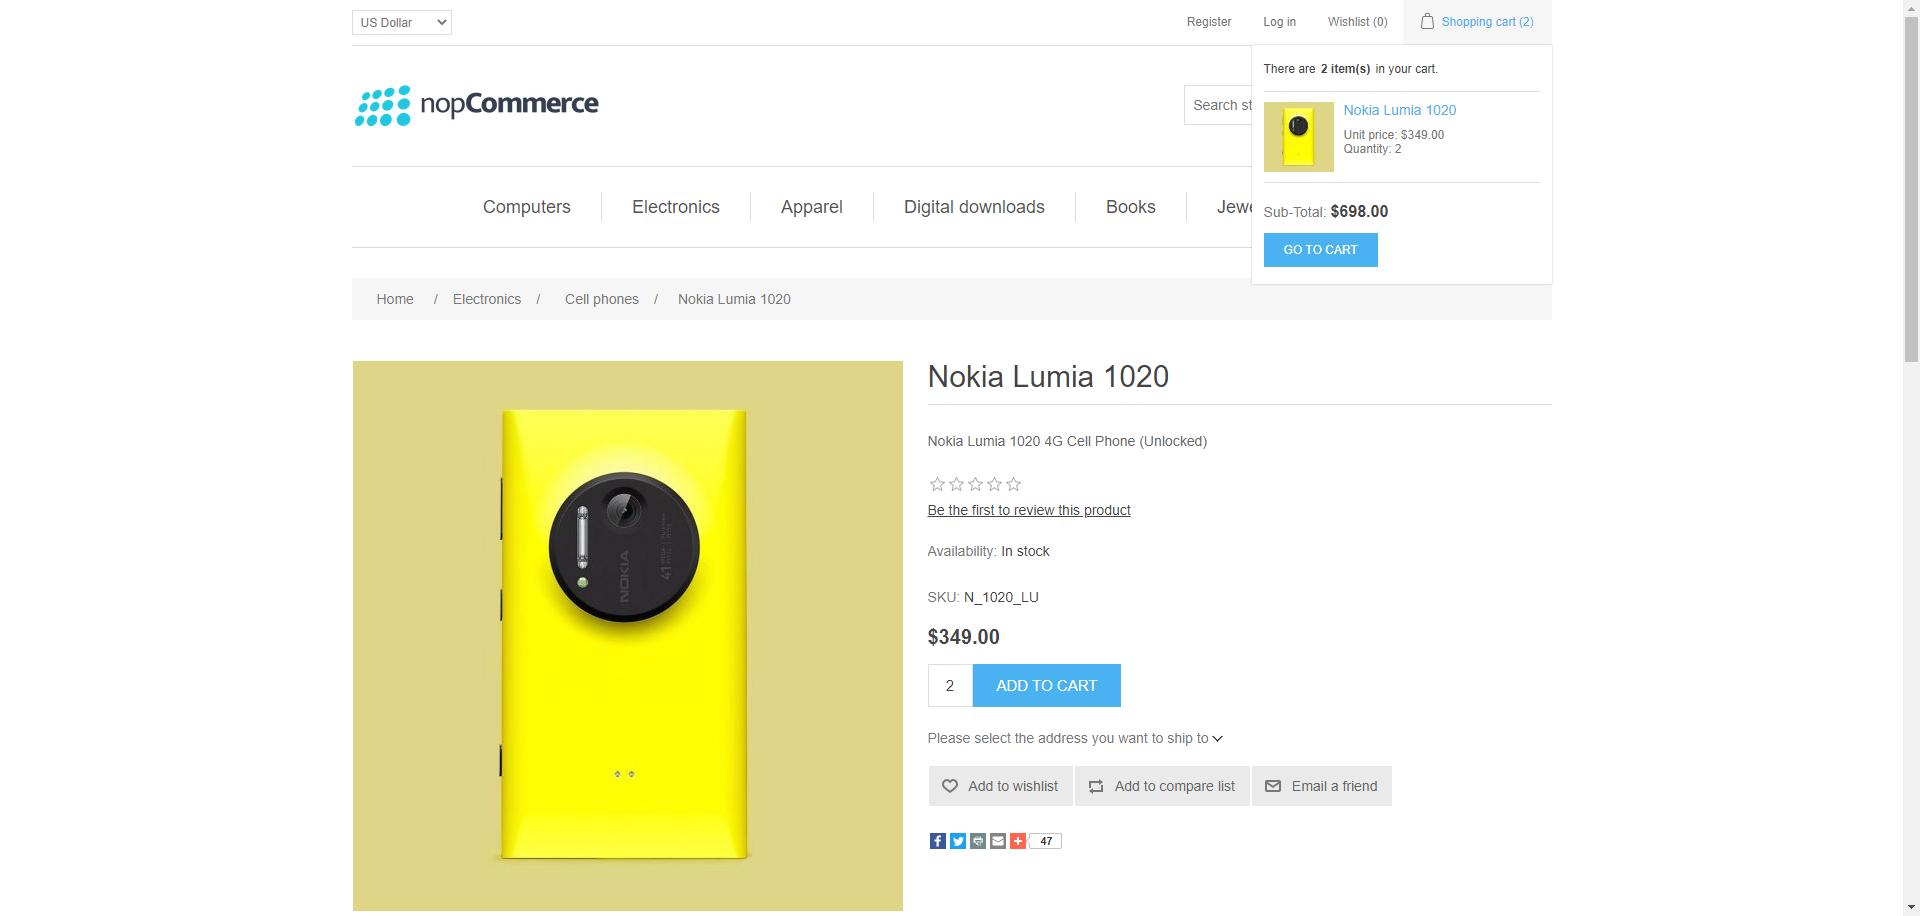 US Dollar
Register
Log in
Wishlist (0)
Shopping cart (2)
There are 2 item(s) in your cart.
nopCommerce
Search st
Nokia Lumia 1020
Unit price: $349.00
Quantity: 2
Sub-Total: $698.00
GO TO CART
Computers
Electronics
Apparel
Digital downloads
Books
Jewe
Home / Electronics / Cell phones / Nokia Lumia 1020
Nokia Lumia 1020
Nokia Lumia 1020 4G Cell Phone (Unlocked)
Be the first to review this product
Availability: In stock
SKU: N_1020_LU
$349.00
2
ADD TO CART
Please select the address you want to ship to
Add to wishlist
Add to compare list
Email a friend
47
NOKIA
41